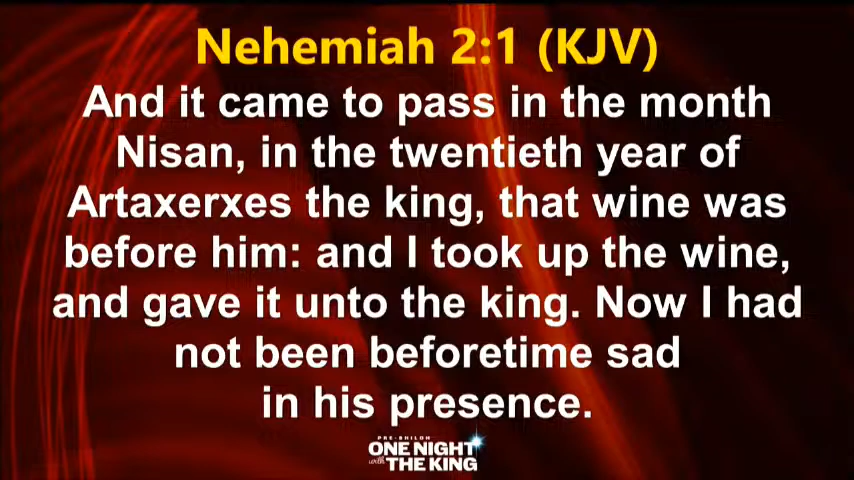 Nehemiah 2:1 (KJV)
And it came to pass in the month
Nisan, in the twentieth year of
Artaxerxes the king, that wine was
before him: and I took up the wine,
and gave it unto the king. Now I had
not been beforetime sad
in his presence.
PRE-SHILOH
ONE NIGHT
with THE KING